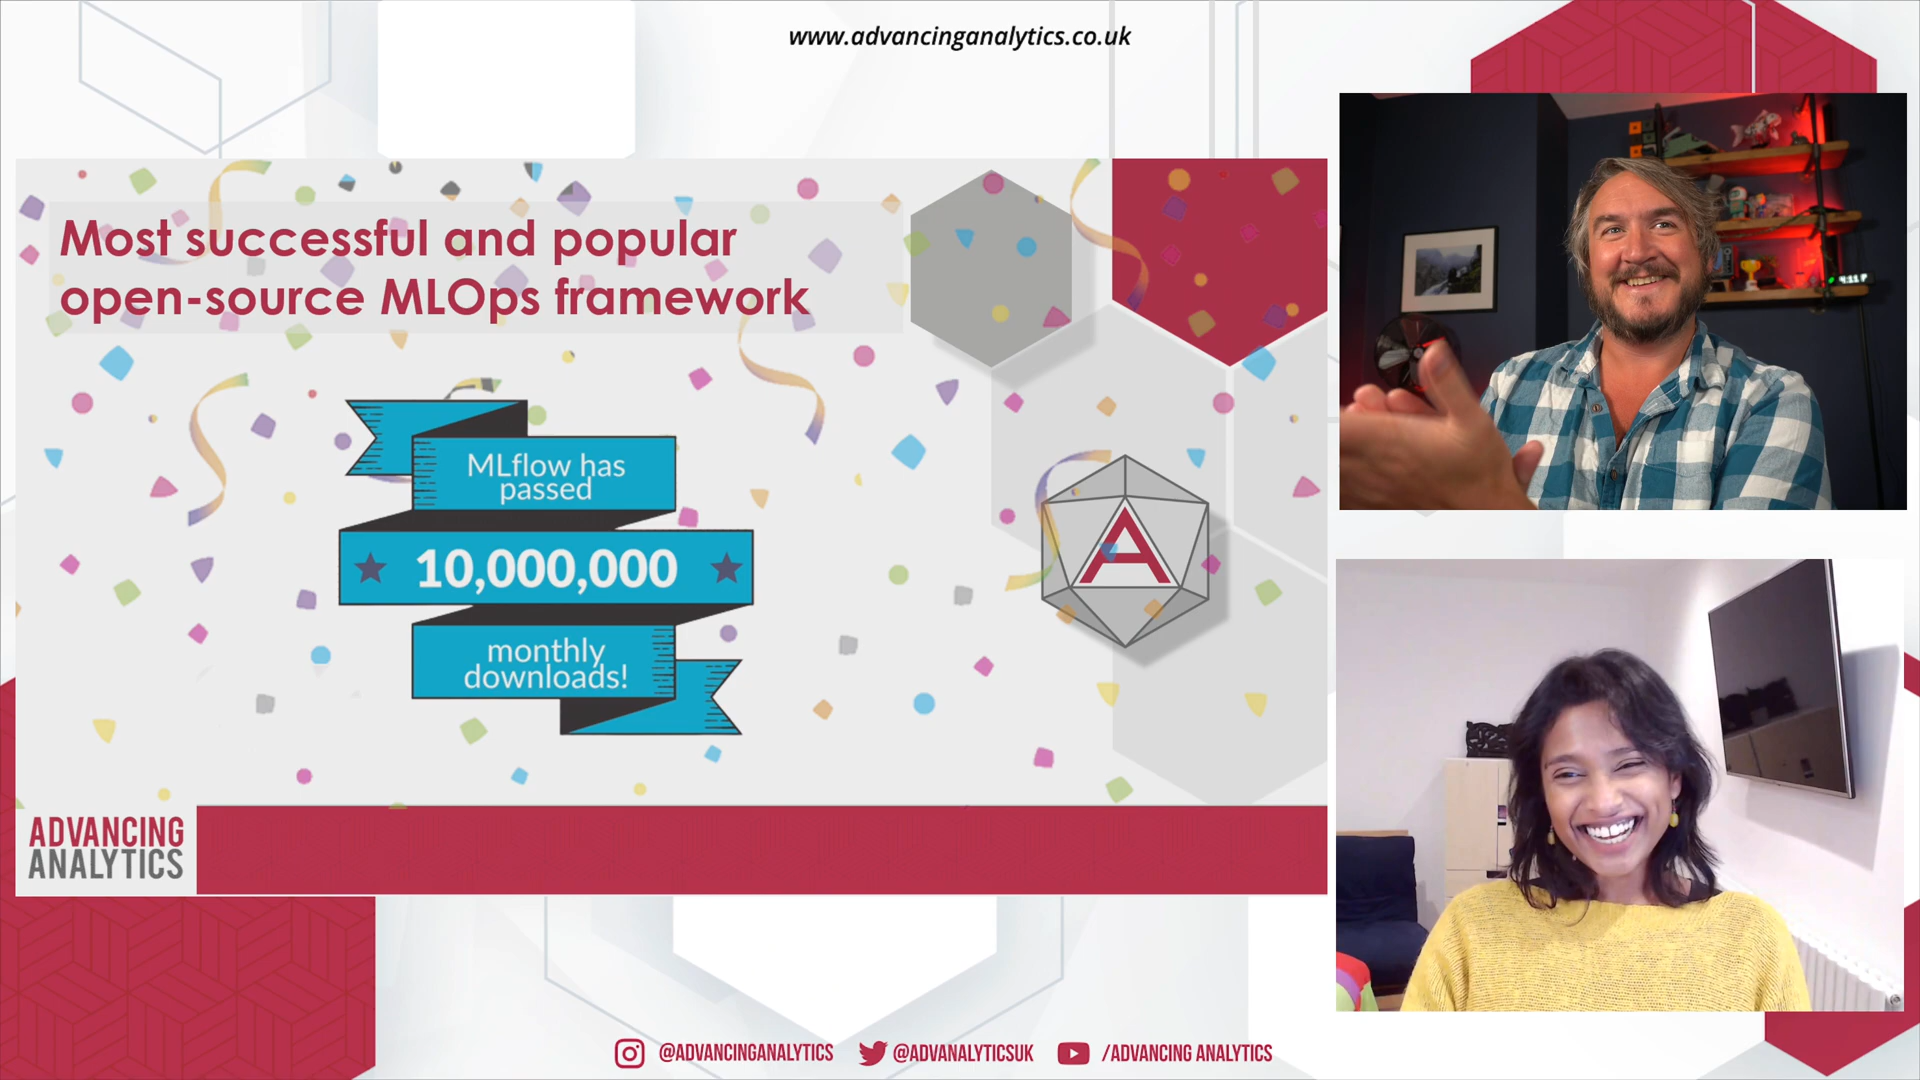 www.advancinganalytics.co.uk
Most successful and popular
open-source MLOps framework
MLflow has
passed
10,000,000
monthly
downloads!
A
ADVANCING
ANALYTICS
@ADVANCINGANALYTICS
@ADVANALYTICSUK
/ADVANCING ANALYTICS